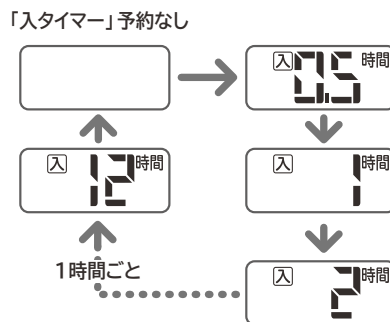 「入タイマー」予約なし
入 0.5 時間
入 12 時間
入 1 時間
1時間ごと
入 2 時間